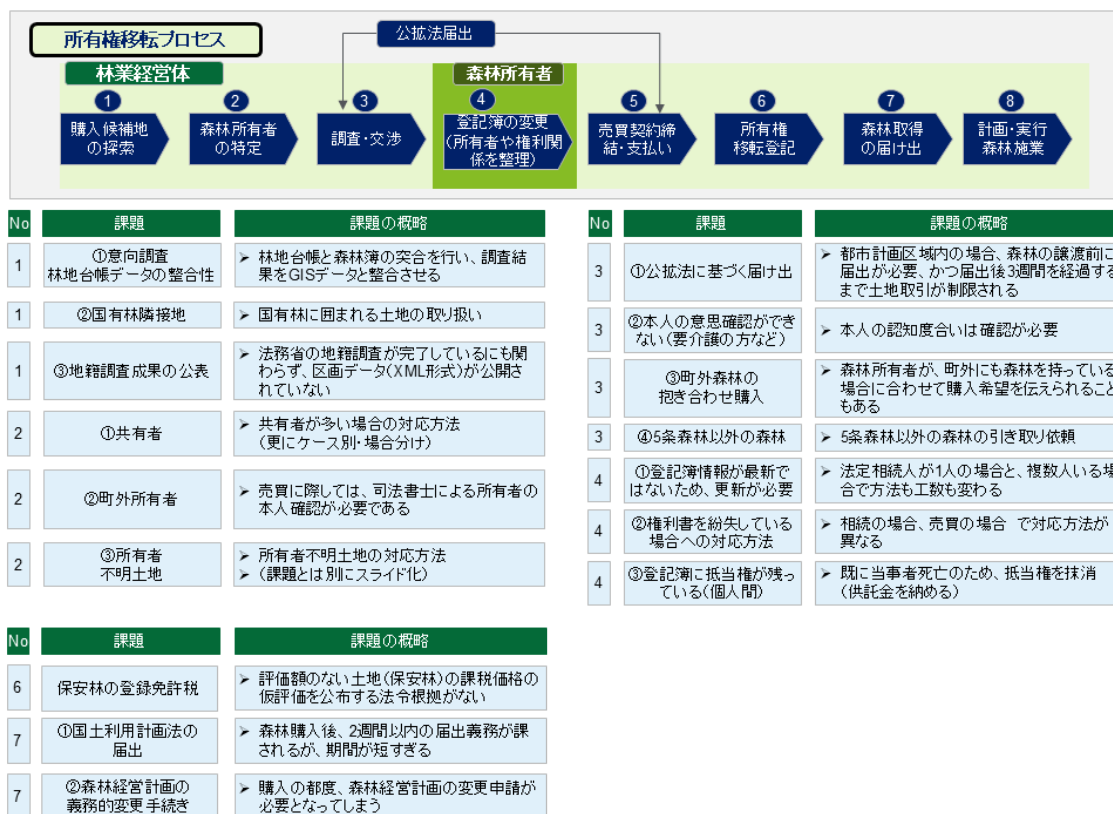 所有権移転プロセス
公拡法届出
林業経営体
森林所有者
1
購入候補地
の探索
2
森林所有者
の特定
3
調査・交渉
4
登記簿の変更
(所有者や権利関
係を整理)
5
売買契約締
結・支払い
6
所有権
移転登記
7
森林取得
の届け出
8
計画・実行
森林施業
No
課題
課題の概略
1
①意向調査
林地台帳データの整合性
➢ 林地台帳と森林簿の突合を行い、調査結
果をGISデータと整合させる
1
②国有林隣接地
➢ 国有林に囲まれる土地の取り扱い
1
③地籍調査成果の公表
➢ 法務省の地籍調査が完了しているにも関
わらず、区画データ(XML形式)が公開さ
れていない
2
①共有者
➢ 共有者が多い場合の対応方法
(更にケース別・場合分け)
2
②町外所有者
➢ 売買に際しては、司法書士による所有者の
本人確認が必要である
2
③所有者
不明土地
➢ 所有者不明土地の対応方法
➢ (課題とは別にスライド化)
No
課題
課題の概略
3
①公拡法に基づく届け出
➢ 都市計画区域内の場合、森林の譲渡前に
届出が必要、かつ届出後3週間を経過する
まで土地取引が制限される
3
②本人の意思確認ができ
ない(要介護の方など)
➢ 本人の認知度合いは確認が必要
3
③町外森林の
抱き合わせ購入
➢ 森林所有者が、町外にも森林を持っている
場合に合わせて購入希望を伝えられること
もある
3
④5条森林以外の森林
➢ 5条森林以外の森林の引き取り依頼
4
①登記簿情報が最新で
はないため、更新が必要
➢ 法定相続人が1人の場合と、複数人いる場
合で方法も工数も変わる
4
②権利書を紛失している
場合への対応方法
➢ 相続の場合、売買の場合 で対応方法が
異なる
4
③登記簿に抵当権が残っ
ている(個人間)
➢ 既に当事者死亡のため、抵当権を抹消
(供託金を納める)
No
課題
課題の概略
6
保安林の登録免許税
➢ 評価額のない土地(保安林)の課税価格の
仮評価を公布する法令根拠がない
7
①国土利用計画法の
届出
➢ 森林購入後、2週間以内の届出義務が課
されるが、期間が短すぎる
7
②森林経営計画の
義務的変更手続き
➢ 購入の都度、森林経営計画の変更申請が
必要となってしまう